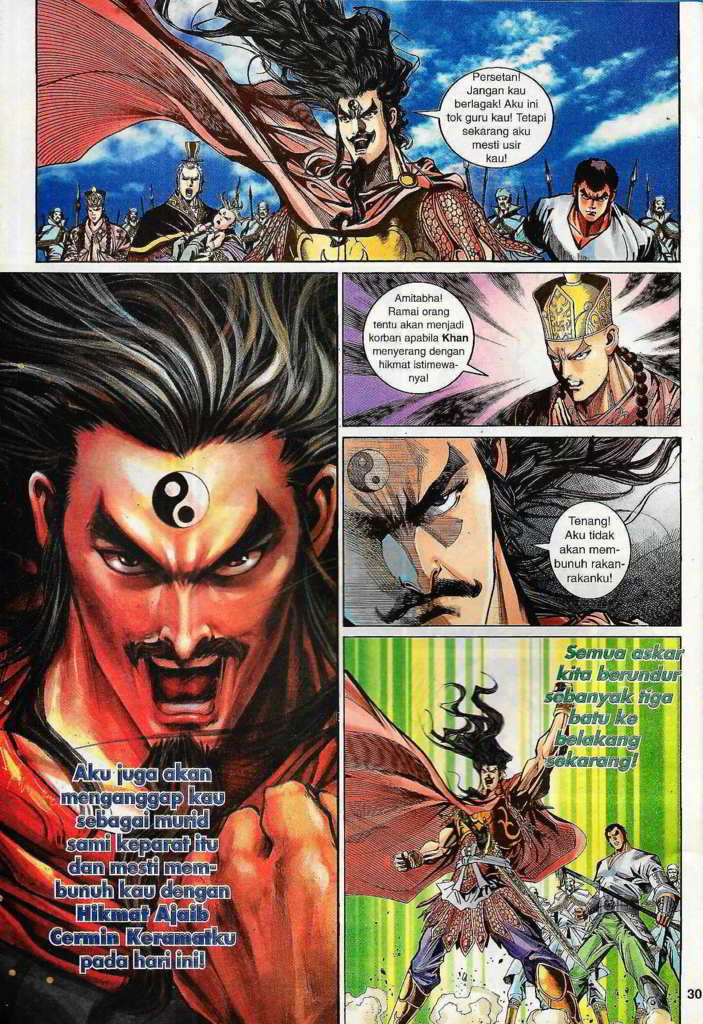 Persetan!
Jangan kau
berlagak! Aku ini
tok guru kau! Tetapi
sekarang aku
mesti usir
kau!
Aku juga akan
menganggap kau
sebagai murid
sami keparat itu
dan mesti mem-
bunuh kau dengan
Hikmat Ajaib
Cermin Keramatku
pada hari ini!
Amitabha!
Ramai orang
tentu akan menjadi
korban apabila Khan
menyerang dengan
hikmat istimewa-
nya!
Tenang!
Aku tidak
akan mem-
bunuh rakan-
rakanku!
Semua askar
kita berundur
sebanyak tiga
batu ke
belakang
sekarang!
30